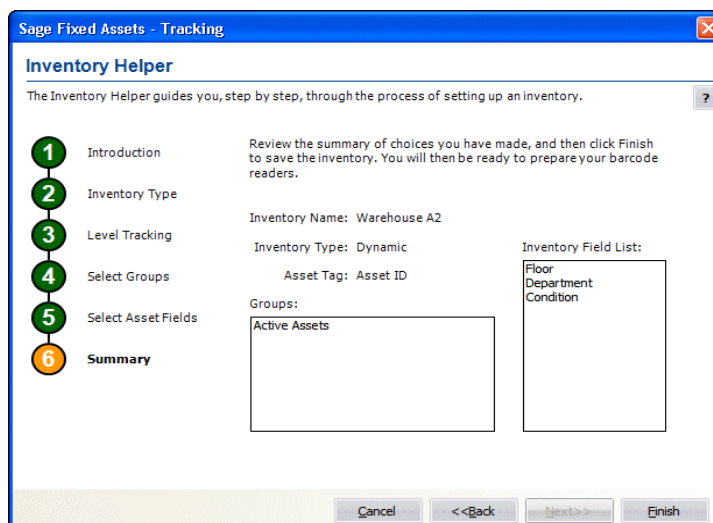 Sage Fixed Assets - Tracking
Inventory Helper
The Inventory Helper guides you, step by step, through the process of setting up an inventory.
?
1 Introduction
2 Inventory Type
3 Level Tracking
4 Select Groups
5 Select Asset Fields
6 Summary
Review the summary of choices you have made, and then click Finish
to save the inventory. You will then be ready to prepare your barcode
readers.
Inventory Name: Warehouse A2
Inventory Type: Dynamic
Asset Tag: Asset ID
Groups:
Active Assets
Inventory Field List:
Floor
Department
Condition
Cancel
<<Back
Next>>
Finish